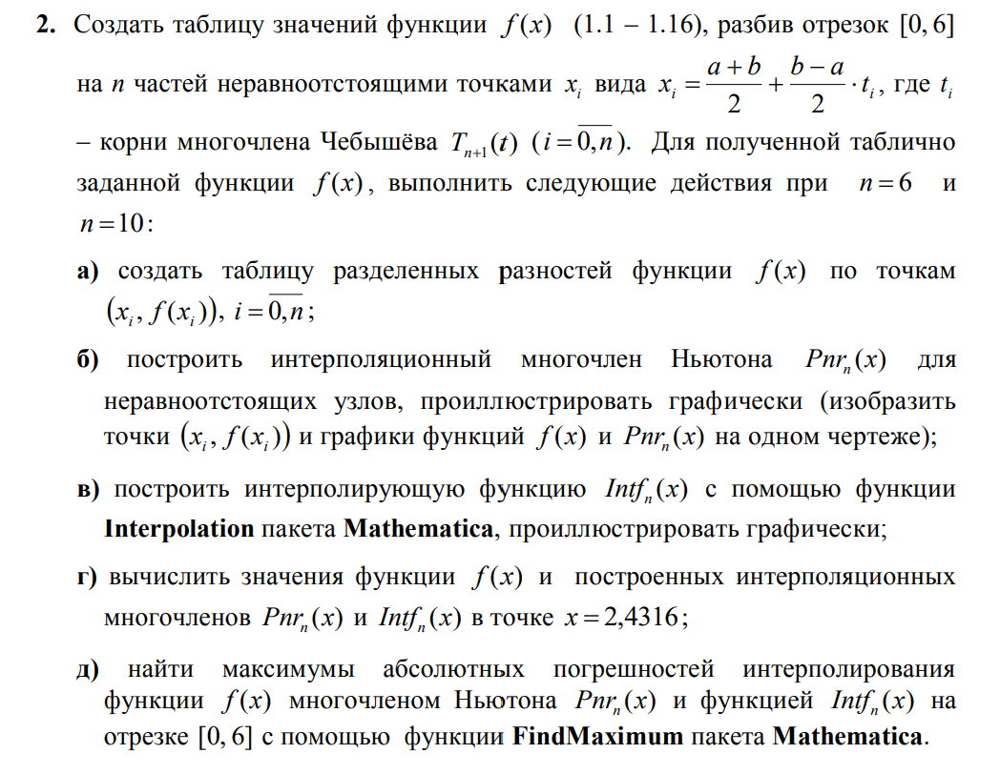 2. Создать таблицу значений функции f(x) (1.1 – 1.16), разбив отрезок [0, 6]
на n частей неравноотстоящими точками x_i вида x_i = (a + b)/2 + (b − a)/2 · t_i, где t_i
– корни многочлена Чебышёва T_{n+1}(t) (i = \overline{0,n}). Для полученной таблично
заданной функции f(x), выполнить следующие действия при n = 6 и
n = 10:
а) создать таблицу разделенных разностей функции f(x) по точкам
(x_i, f(x_i)), i = \overline{0,n};
б) построить интерполяционный многочлен Ньютона Pnr_n(x) для
неравноотстоящих узлов, проиллюстрировать графически (изобразить
точки (x_i, f(x_i)) и графики функций f(x) и Pnr_n(x) на одном чертеже);
в) построить интерполирующую функцию Intf_n(x) с помощью функции
Interpolation пакета Mathematica, проиллюстрировать графически;
г) вычислить значения функции f(x) и построенных интерполяционных
многочленов Pnr_n(x) и Intf_n(x) в точке x = 2,4316;
д) найти максимумы абсолютных погрешностей интерполирования
функции f(x) многочленом Ньютона Pnr_n(x) и функцией Intf_n(x) на
отрезке [0, 6] с помощью функции FindMaximum пакета Mathematica.